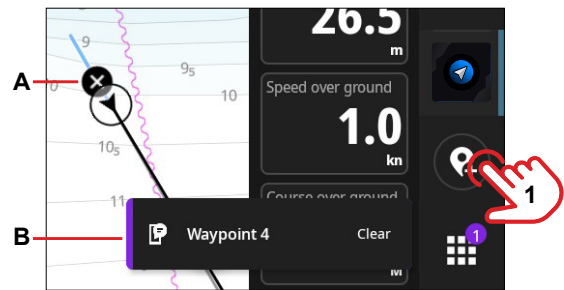 26.5
m
9
A
9₅
0
10
Speed over ground
1.0
kn
10₅
1
11
Course over ground
B
Waypoint 4
Clear
1
M